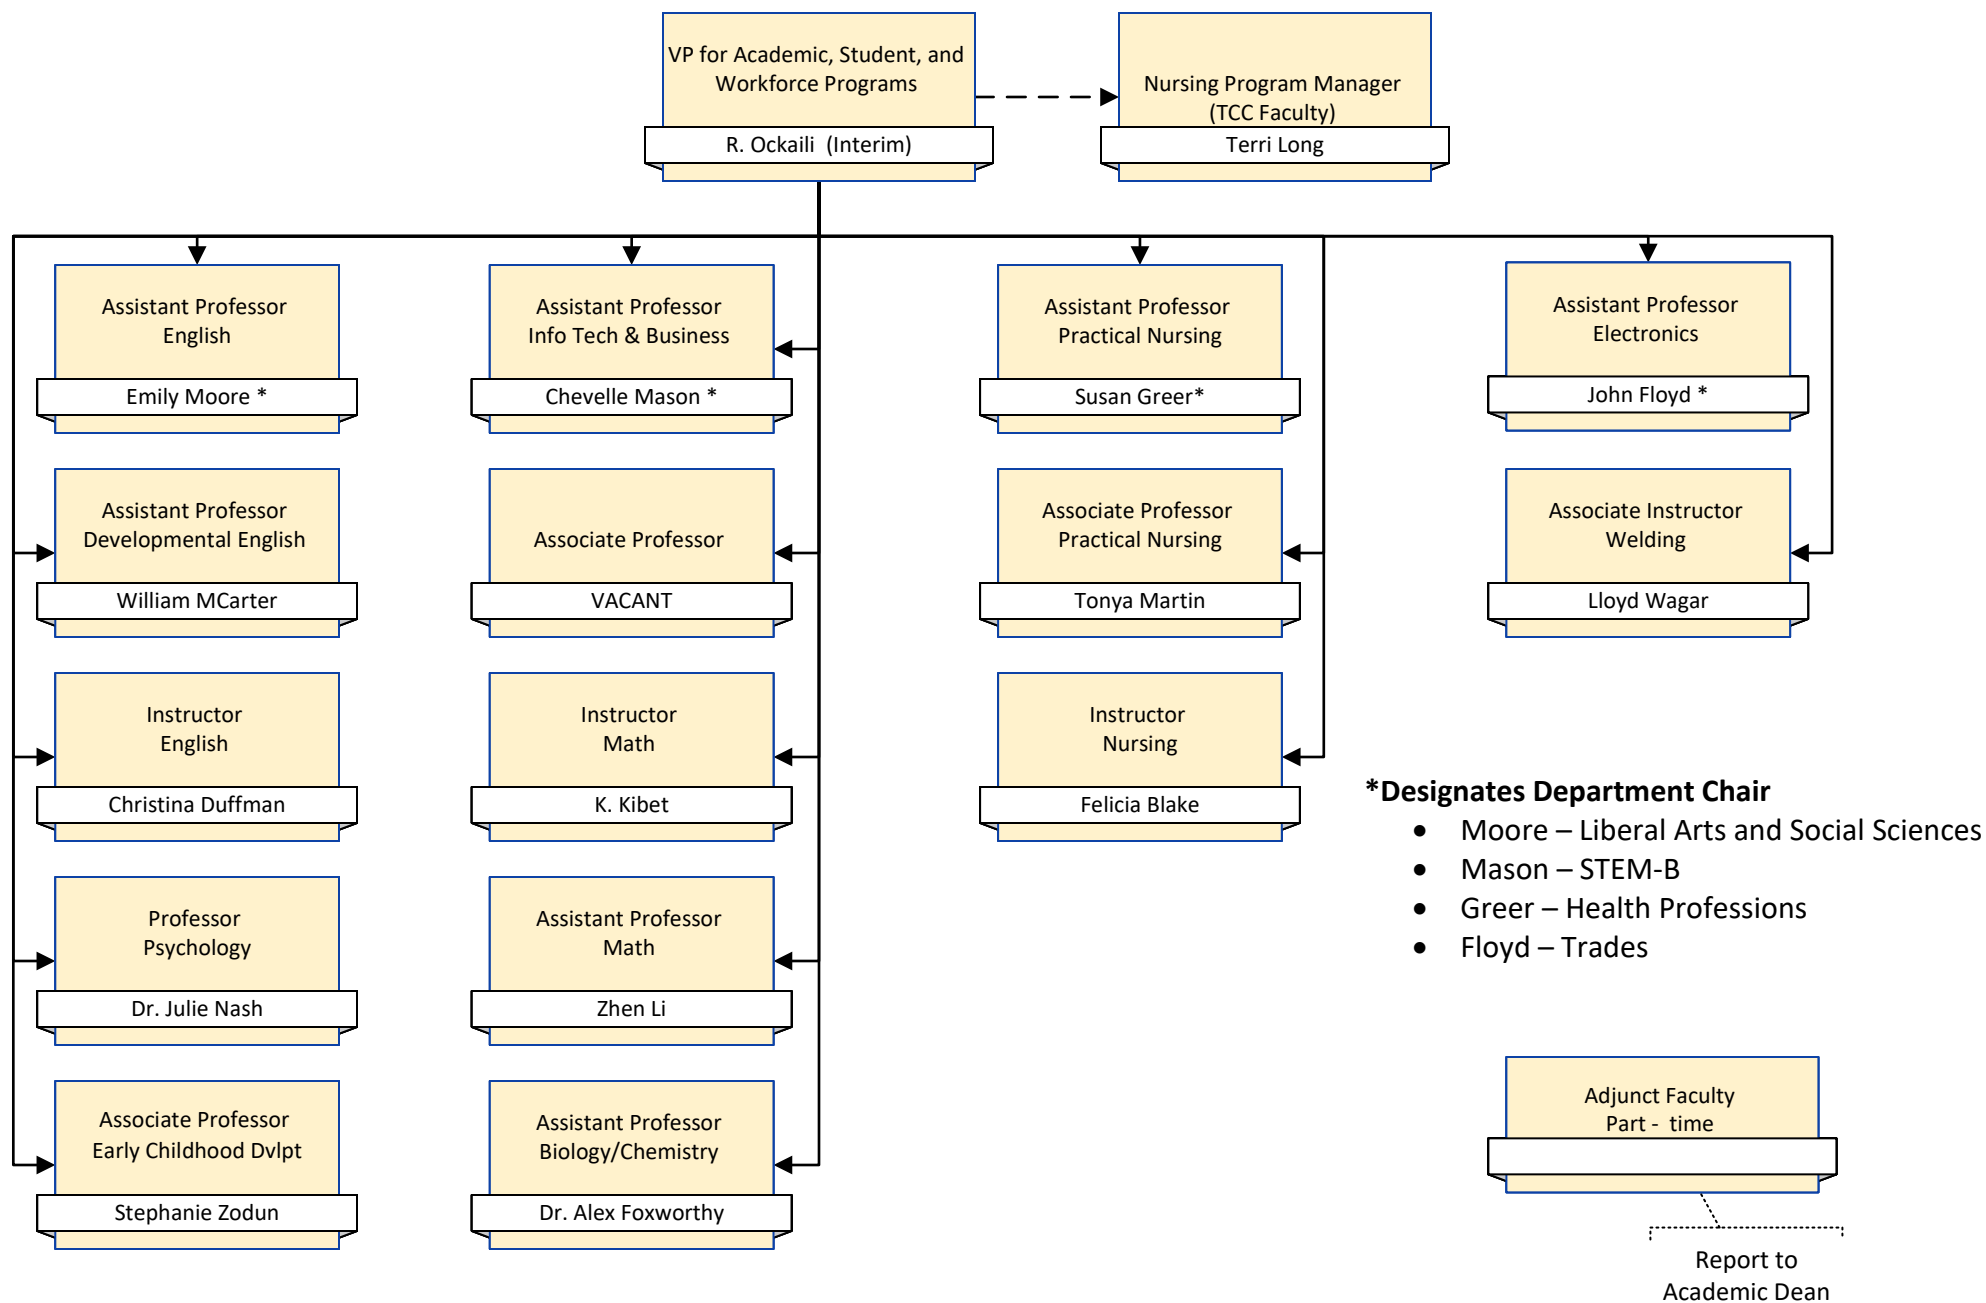 VP for Academic, Student, and
Workforce Programs
R. Ockaili  (Interim)
Nursing Program Manager
(TCC Faculty)
Terri Long
Assistant Professor
English
Emily Moore *
Assistant Professor
Info Tech & Business
Chevelle Mason *
Assistant Professor
Practical Nursing
Susan Greer*
Assistant Professor
Electronics
John Floyd *
Assistant Professor
Developmental English
William MCarter
Associate Professor
VACANT
Associate Professor
Practical Nursing
Tonya Martin
Associate Instructor
Welding
Lloyd Wagar
Instructor
English
Christina Duffman
Instructor
Math
K. Kibet
Instructor
Nursing
Felicia Blake
*Designates Department Chair
• Moore – Liberal Arts and Social Sciences
• Mason – STEM-B
• Greer – Health Professions
• Floyd – Trades
Professor
Psychology
Dr. Julie Nash
Assistant Professor
Math
Zhen Li
Associate Professor
Early Childhood Dvlpt
Stephanie Zodun
Assistant Professor
Biology/Chemistry
Dr. Alex Foxworthy
Adjunct Faculty
Part -  time
Report to
Academic Dean